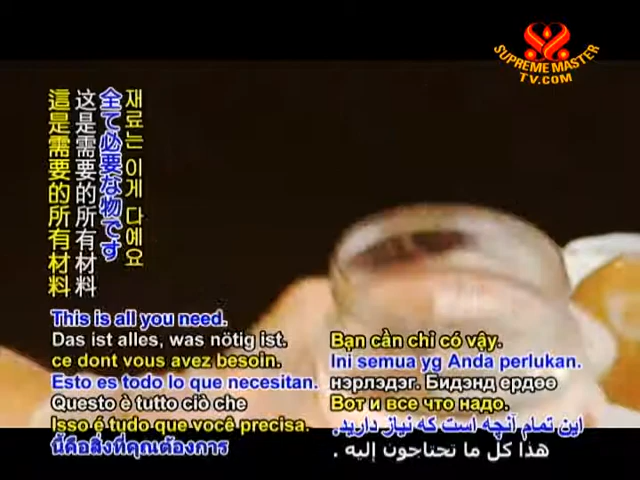 SUPREME MASTER
TV.COM
這是需要的所有材料
这是需要的所有材料
全て必要な物です
재료는 이게 다예요
This is all you need.
Das ist alles, was nötig ist.
ce dont vous avez besoin.
Esto es todo lo que necesitan.
Questo è tutto ciò che
Isso é tudo que você precisa.
นี้คือสิ่งที่คุณต้องการ
Bạn cần chỉ có vậy.
Ini semua yg Anda perlukan.
нэрлэдэг. Бидэнд ердөө
Вот и все что надо.
این تمام آنچه است که نیاز دارید.
هذا كل ما تحتاجون إليه .